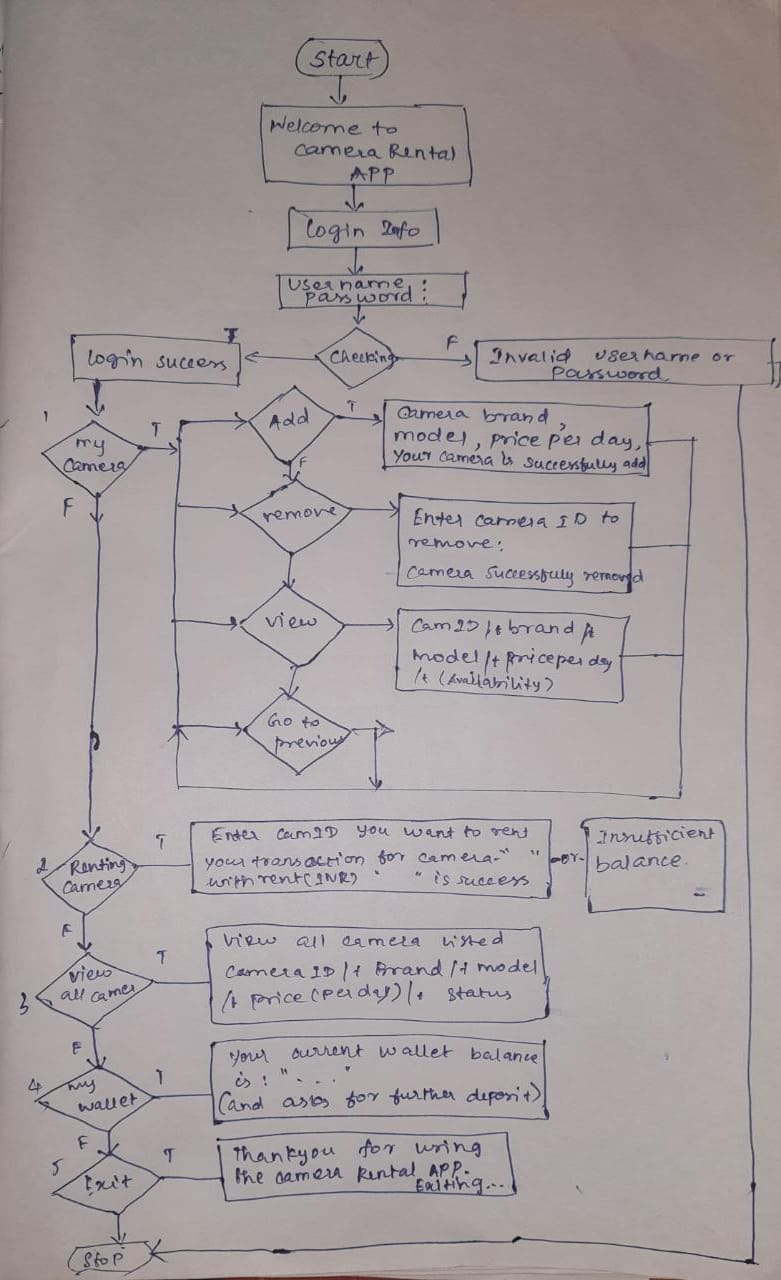 Start
Welcome to
Camera Rental
APP
Login Info
Username :
Password :
T
Login success
Checking
F
Invalid username or
Password.
1
my
Camera
T
F
Add
T
F
Camera brand,
model, price per day,
Your camera is successfully add
remove
Enter camera ID to
remove:
Camera successfully removed
view
CamID /t brand /t
Model /t priceper day
/t (Availability)
Go to
previous
2
Renting
Camera
T
F
Enter camID you want to rent
your transaction for camera-" "
with rent(INR) " " is success
-or-
Insufficient
balance.
3
View
all camer
T
F
View all camera listed
Camera ID /t Brand /t model
/t price (per day) /t status
4
my
wallet
T
F
Your current wallet balance
is : "...."
(and asks for further deposit)
5
Exit
T
Thankyou for using
the camera Rental APP.
Exiting...
Stop